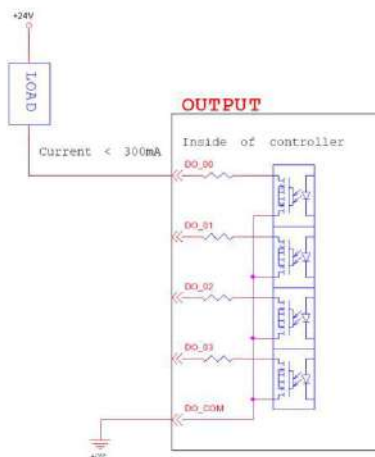 +24V
LOAD
OUTPUT
Current < 300mA
Inside of controller
DO_00
DO_01
DO_02
DO_03
DO_COM